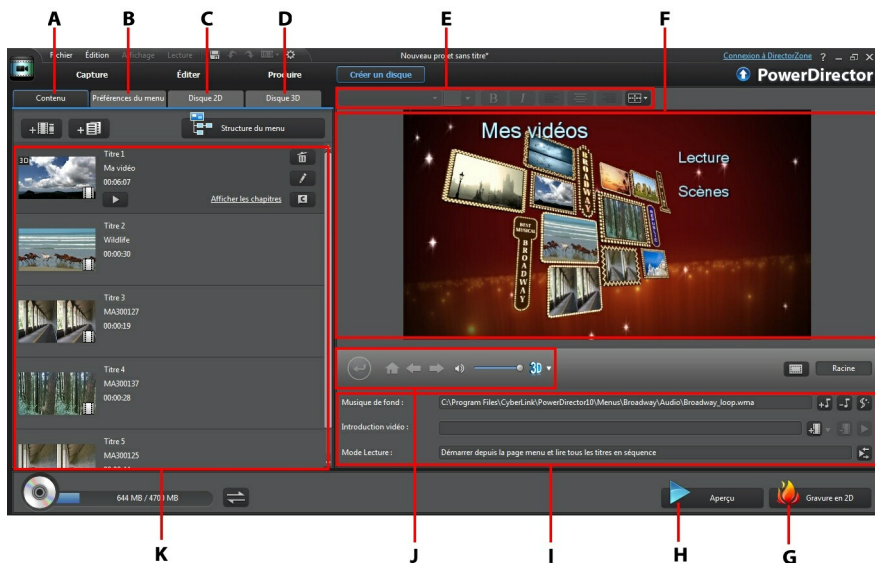 A B C D E F
Fichier Édition Affichage Lecture Nouveau projet sans titre* Connexion à DirectorZone ?
Capture Éditer Produire Créer un disque PowerDirector
Contenu Préférences du menu Disque 2D Disque 3D B I
Structure du menu
3D Titre 1
Ma vidéo
00:06:07
Afficher les chapitres
Titre 2
Wildlife
00:00:30
Titre 3
MA300127
00:00:19
Titre 4
MA300137
00:00:28
Titre 5
MA300125
Mes vidéos
Lecture
Scènes
BROADWAY
BEST MUSICAL
BROADWAY
3D Racine
Musique de fond : C:\Program Files\CyberLink\PowerDirector10\Menus\Broadway\Audio\Broadway_loop.wma
Introduction vidéo :
Mode Lecture : Démarrer depuis la page menu et lire tous les titres en séquence
644 MB / 4700 MB Aperçu Gravure en 2D
K J I H G